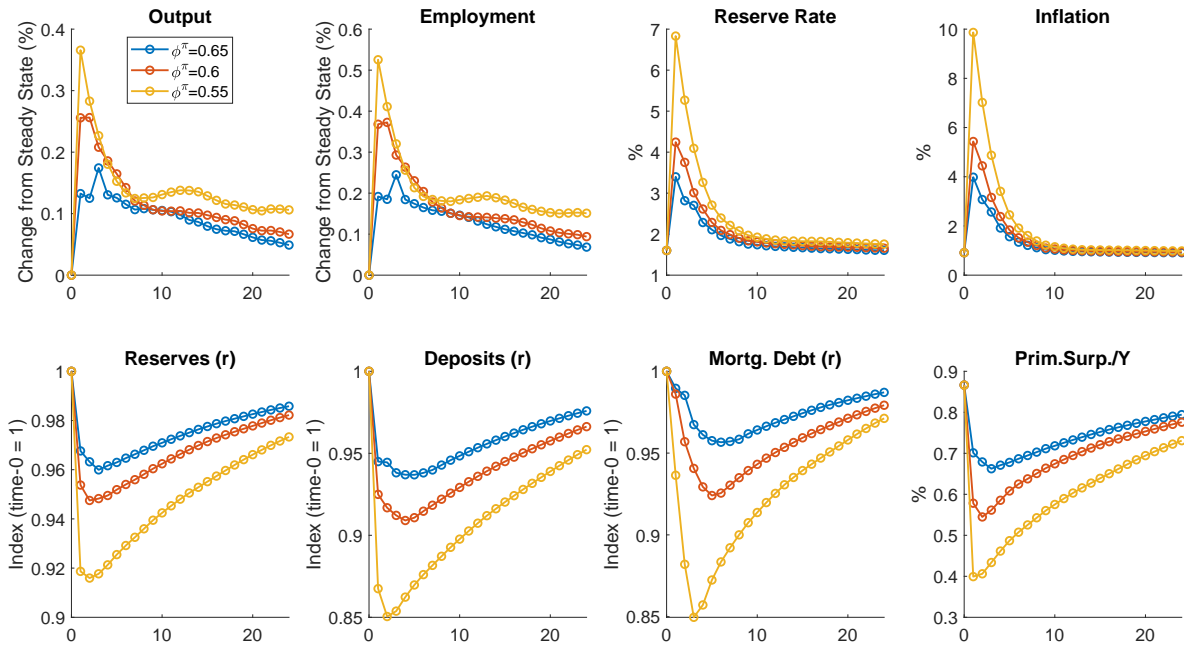 Output
Change from Steady State (%)
0.4
0.3
0.2
0.1
0
0 10 20
ϕ^π=0.65
ϕ^π=0.6
ϕ^π=0.55
Employment
Change from Steady State (%)
0.6
0.5
0.4
0.3
0.2
0.1
0
0 10 20
Reserve Rate
%
7
6
5
4
3
2
1
0 10 20
Inflation
%
10
8
6
4
2
0
0 10 20
Reserves (r)
Index (time-0 = 1)
1
0.98
0.96
0.94
0.92
0.9
0 10 20
Deposits (r)
Index (time-0 = 1)
1
0.95
0.9
0.85
0 10 20
Mortg. Debt (r)
Index (time-0 = 1)
1
0.95
0.9
0.85
0 10 20
Prim.Surp./Y
%
0.9
0.8
0.7
0.6
0.5
0.4
0.3
0 10 20